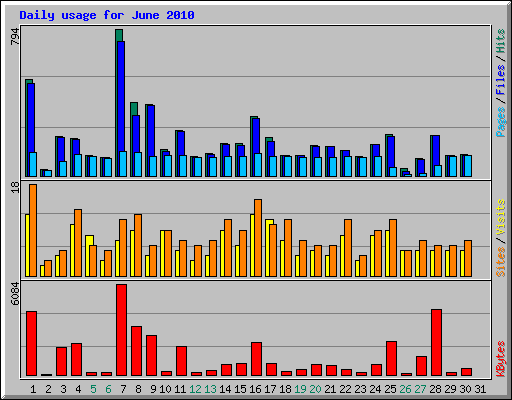 Daily usage for June 2010
794
Pages / Files / Hits
18
Sites / Visits
6084
KBytes
1 2 3 4 5 6 7 8 9 10 11 12 13 14 15 16 17 18 19 20 21 22 23 24 25 26 27 28 29 30 31